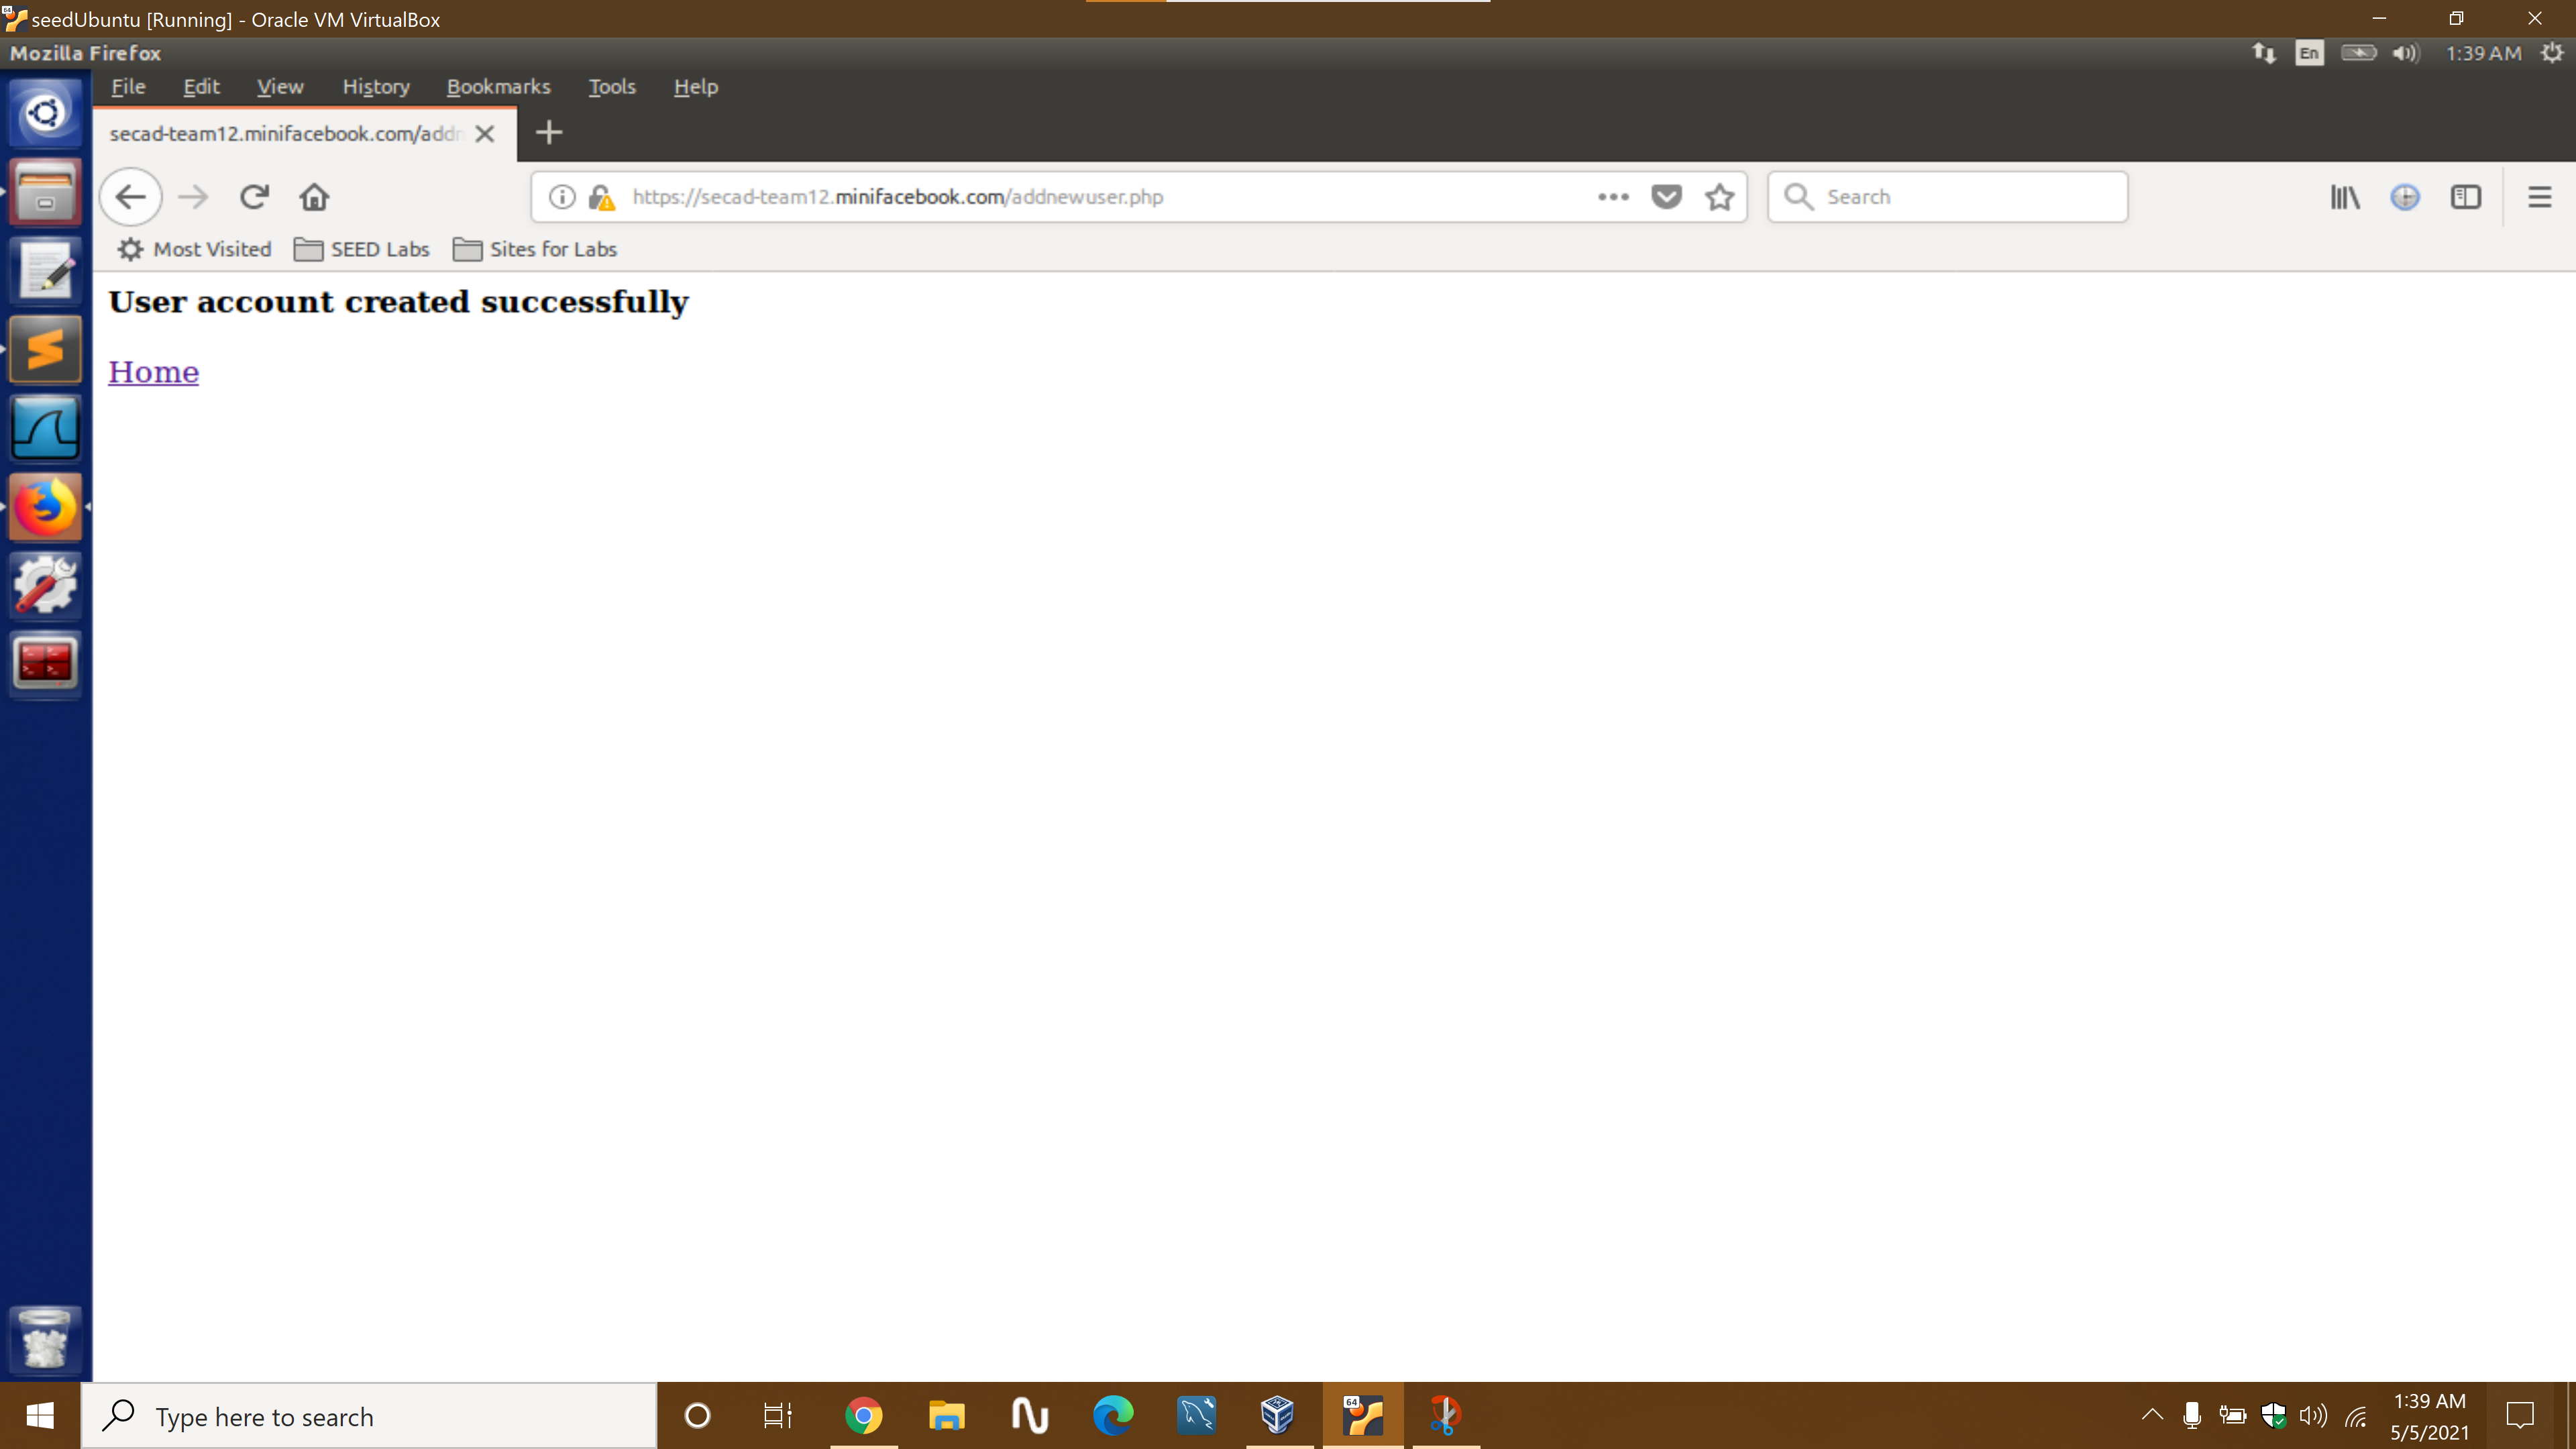 seedUbuntu [Running] - Oracle VM VirtualBox
Mozilla Firefox
En
1:39 AM
File Edit View History Bookmarks Tools Help
secad-team12.minifacebook.com/addn
https://secad-team12.minifacebook.com/addnewuser.php
Search
Most Visited SEED Labs Sites for Labs
User account created successfully
Home
Type here to search
64
1:39 AM
5/5/2021